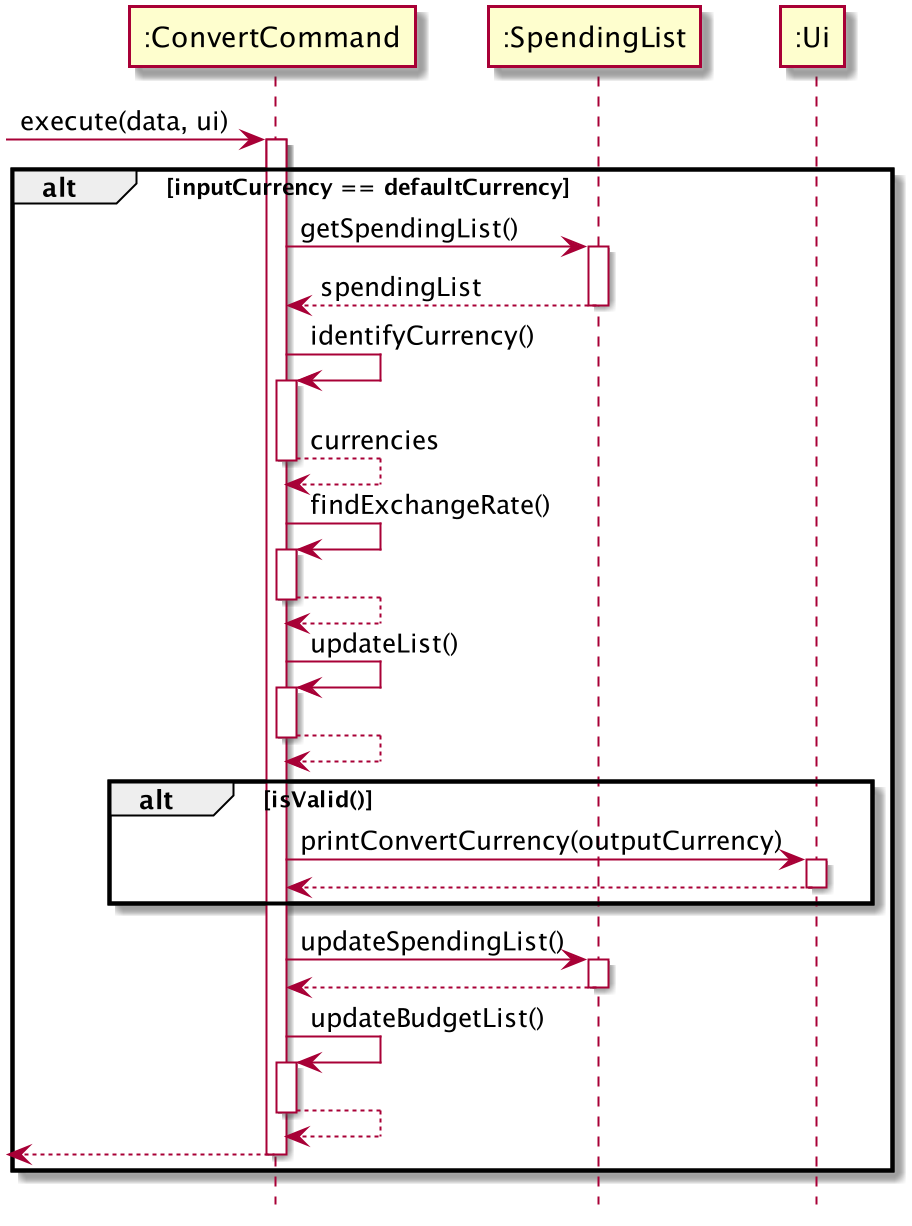 :ConvertCommand
:SpendingList
:Ui
execute(data, ui)
alt
[inputCurrency == defaultCurrency]
getSpendingList()
spendingList
identifyCurrency()
currencies
findExchangeRate()
updateList()
alt
[isValid()]
printConvertCurrency(outputCurrency)
updateSpendingList()
updateBudgetList()